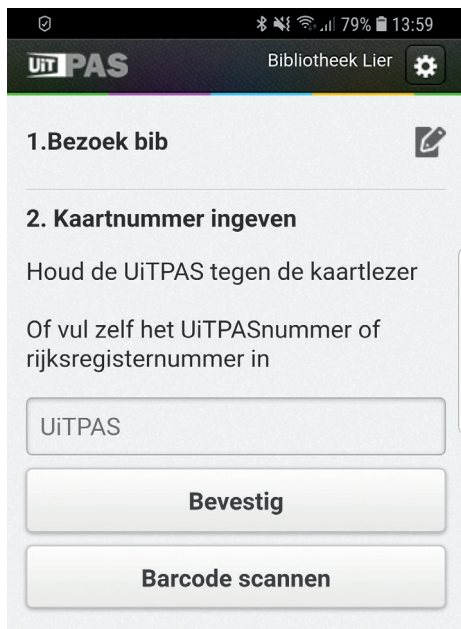 79% 13:59
UiTPAS Bibliotheek Lier
1.Bezoek bib
2. Kaartnummer ingeven
Houd de UiTPAS tegen de kaartlezer
Of vul zelf het UiTPASnummer of
rijksregisternummer in
UiTPAS
Bevestig
Barcode scannen